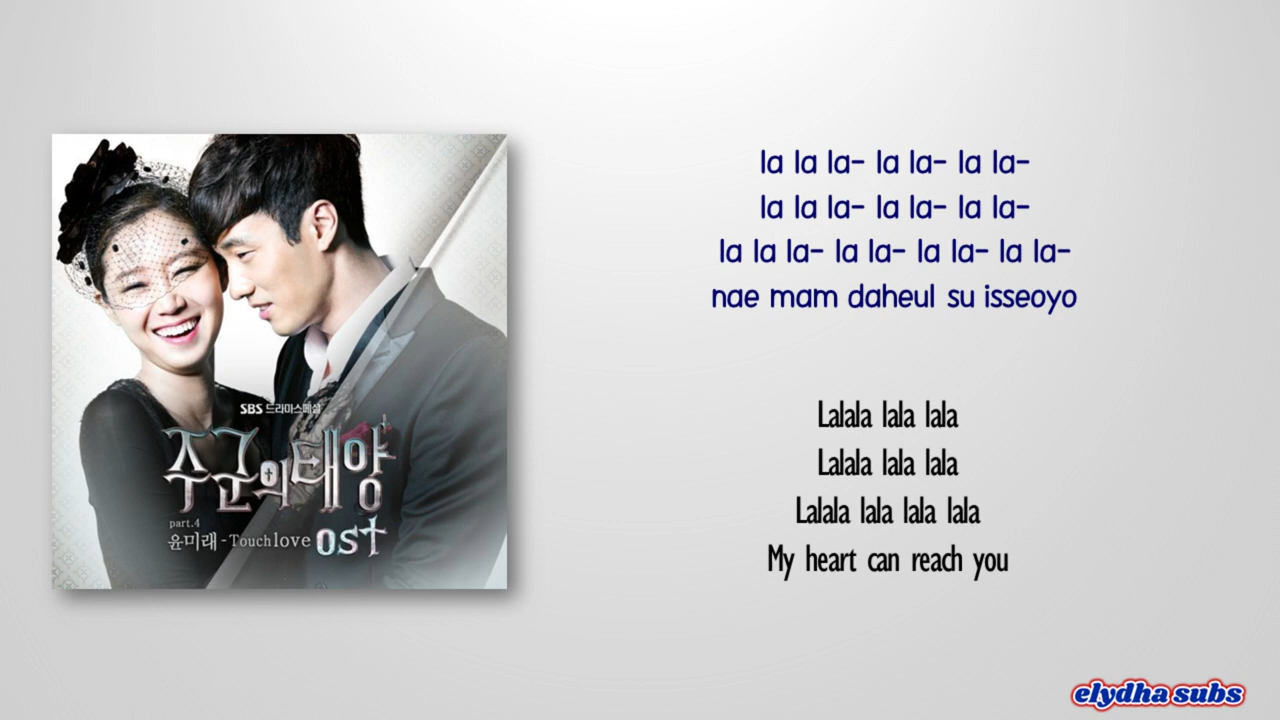 SBS 드라마스페셜
주군의 태양
part.4
윤미래 - Touch love OST
la la la- la la- la la-
la la la- la la- la la-
la la la- la la- la la- la la-
nae mam daheul su isseoyo
Lalala lala lala
Lalala lala lala
Lalala lala lala lala
My heart can reach you
elydha subs